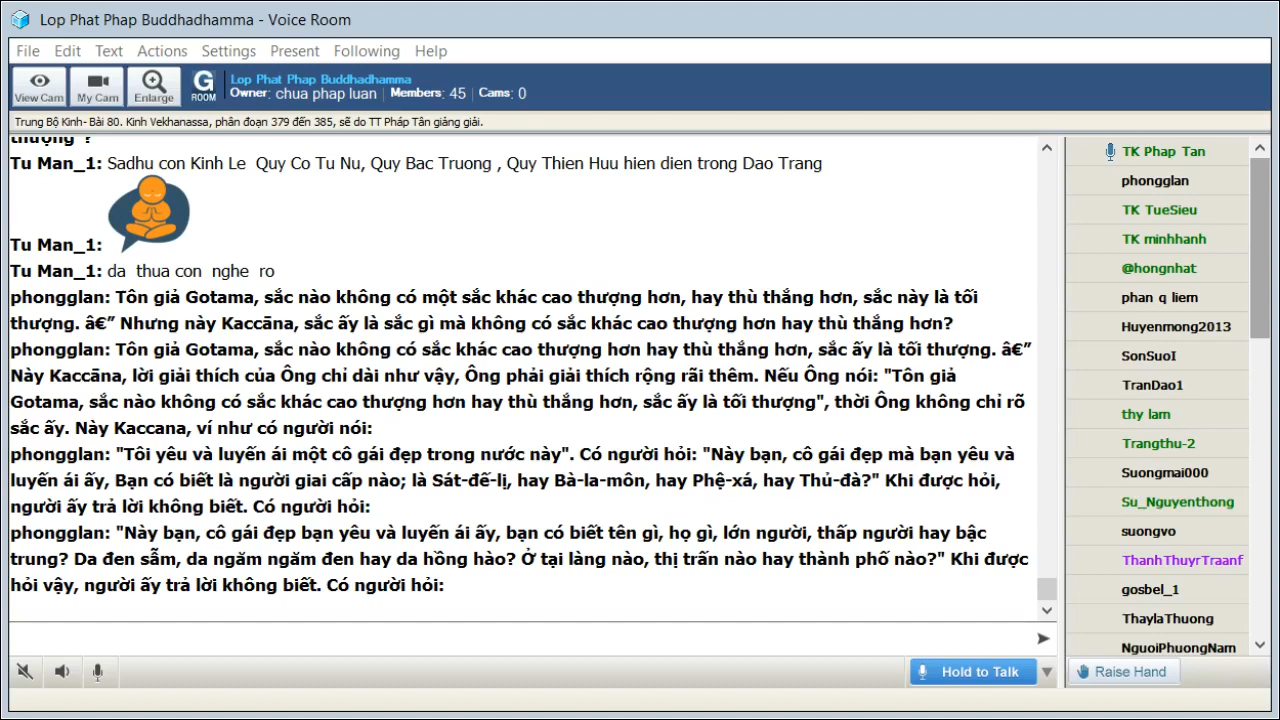 Lop Phat Phap Buddhadhamma - Voice Room
File Edit Text Actions Settings Present Following Help
View Cam My Cam Enlarge G ROOM
Lop Phat Phap Buddhadhamma
Owner: chua phap luan Members: 45 Cams: 0
Trung Bộ Kinh- Bài 80. Kinh Vekhanassa, phân đoạn 379 đến 385, sẽ do TT Pháp Tân giảng giải.
thượng"?
Tu Man_1: Sadhu con Kinh Le Quy Co Tu Nu, Quy Bac Truong , Quy Thien Huu hien dien trong Dao Trang
Tu Man_1:
Tu Man_1: da thua con nghe ro
phongglan: Tôn giả Gotama, sắc nào không có một sắc khác cao thượng hơn, hay thù thắng hơn, sắc này là tối
thượng. â€” Nhưng này Kaccāna, sắc ấy là sắc gì mà không có sắc khác cao thượng hơn hay thù thắng hơn?
phongglan: Tôn giả Gotama, sắc nào không có sắc khác cao thượng hơn hay thù thắng hơn, sắc ấy là tối thượng. â€”
Này Kaccāna, lời giải thích của Ông chỉ dài như vậy, Ông phải giải thích rộng rãi thêm. Nếu Ông nói: "Tôn giả
Gotama, sắc nào không có sắc khác cao thượng hơn hay thù thắng hơn, sắc ấy là tối thượng", thời Ông không chỉ rõ
sắc ấy. Này Kaccana, ví như có người nói:
phongglan: "Tôi yêu và luyến ái một cô gái đẹp trong nước này". Có người hỏi: "Này bạn, cô gái đẹp mà bạn yêu và
luyến ái ấy, Bạn có biết là người giai cấp nào; là Sát-đế-lị, hay Bà-la-môn, hay Phệ-xá, hay Thủ-đà?" Khi được hỏi,
người ấy trả lời không biết. Có người hỏi:
phongglan: "Này bạn, cô gái đẹp bạn yêu và luyến ái ấy, bạn có biết tên gì, họ gì, lớn người, thấp người hay bậc
trung? Da đen sẫm, da ngăm ngăm đen hay da hồng hào? Ở tại làng nào, thị trấn nào hay thành phố nào?" Khi được
hỏi vậy, người ấy trả lời không biết. Có người hỏi:
TK Phap Tan
phongglan
TK TueSieu
TK minhhanh
@hongnhat
phan q liem
Huyenmong2013
SonSuoI
TranDao1
thy lam
Trangthu-2
Suongmai000
Su_Nguyenthong
suongvo
ThanhThuyrTraanf
gosbel_1
ThaylaThuong
NguoiPhuongNam
Hold to Talk
Raise Hand